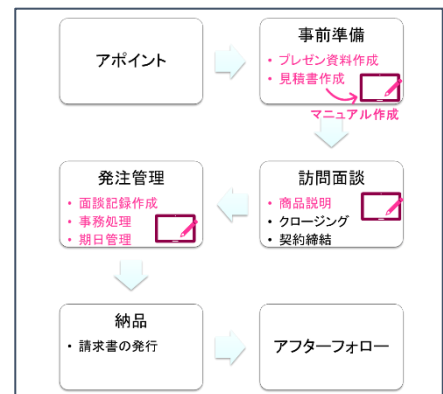 アポイント
事前準備
・プレゼン資料作成
・見積書作成
マニュアル作成
発注管理
・面談記録作成
・事務処理
・期日管理
訪問面談
・商品説明
・クロージング
・契約締結
納品
・請求書の発行
アフターフォロー